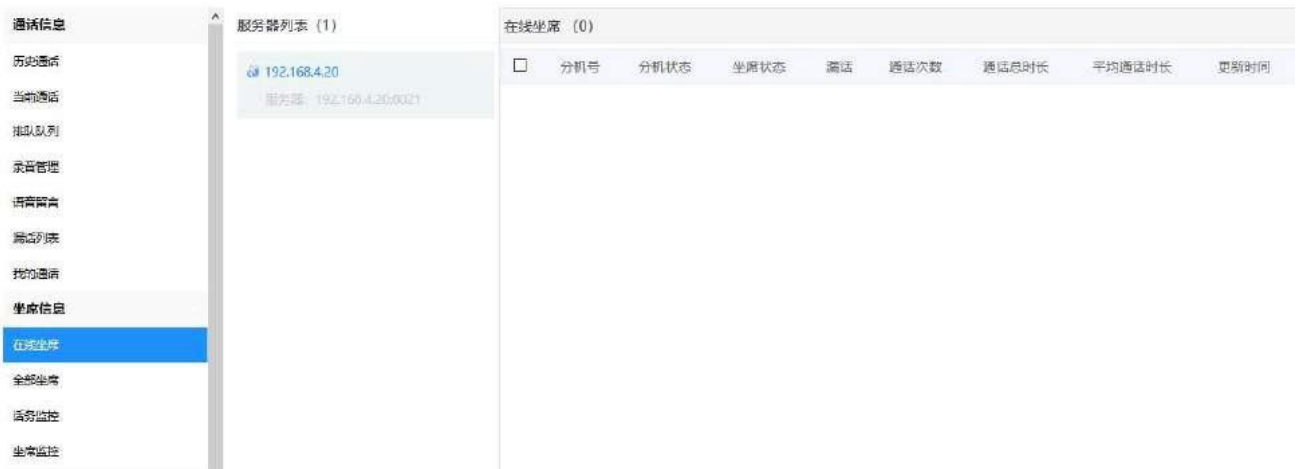 通话信息
历史通话
当前通话
排队队列
录音管理
语音留言
漏话列表
我的通话
坐席信息
在线坐席
全部坐席
话务监控
坐席监控
服务器列表 (1)
192.168.4.20
服务器: 192.168.4.20:8021
在线坐席 (0)
分机号 分机状态 坐席状态 漏话 通话次数 通话总时长 平均通话时长 更新时间